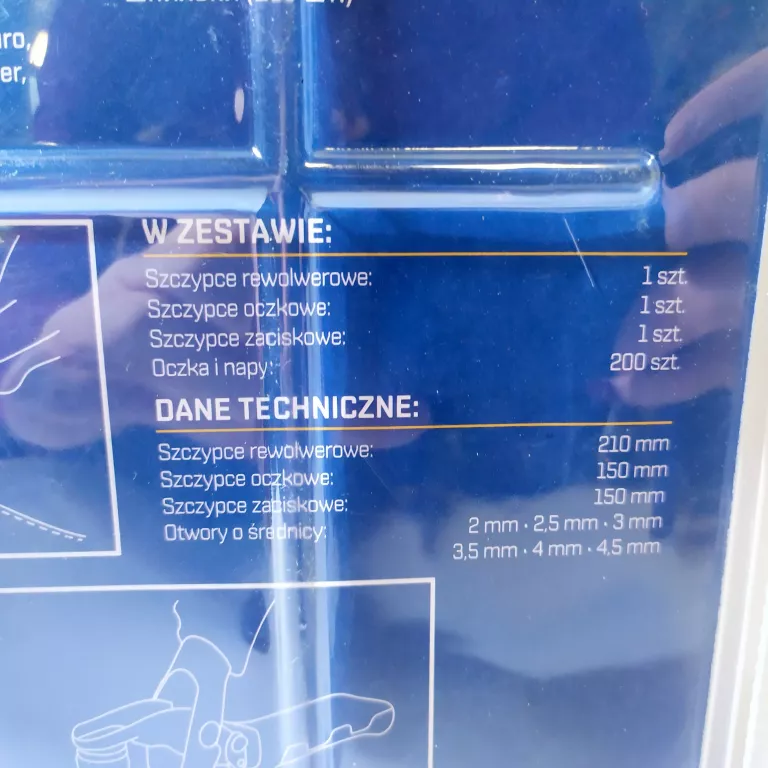 uro,
er,
W ZESTAWIE:
Szczypce rewolwerowe: 1 szt.
Szczypce oczkowe: 1 szt.
Szczypce zaciskowe: 1 szt.
Oczka i napy: 200 szt.
DANE TECHNICZNE:
Szczypce rewolwerowe: 210 mm
Szczypce oczkowe: 150 mm
Szczypce zaciskowe: 150 mm
Otwory o średnicy: 2 mm · 2,5 mm · 3 mm
3,5 mm · 4 mm · 4,5 mm